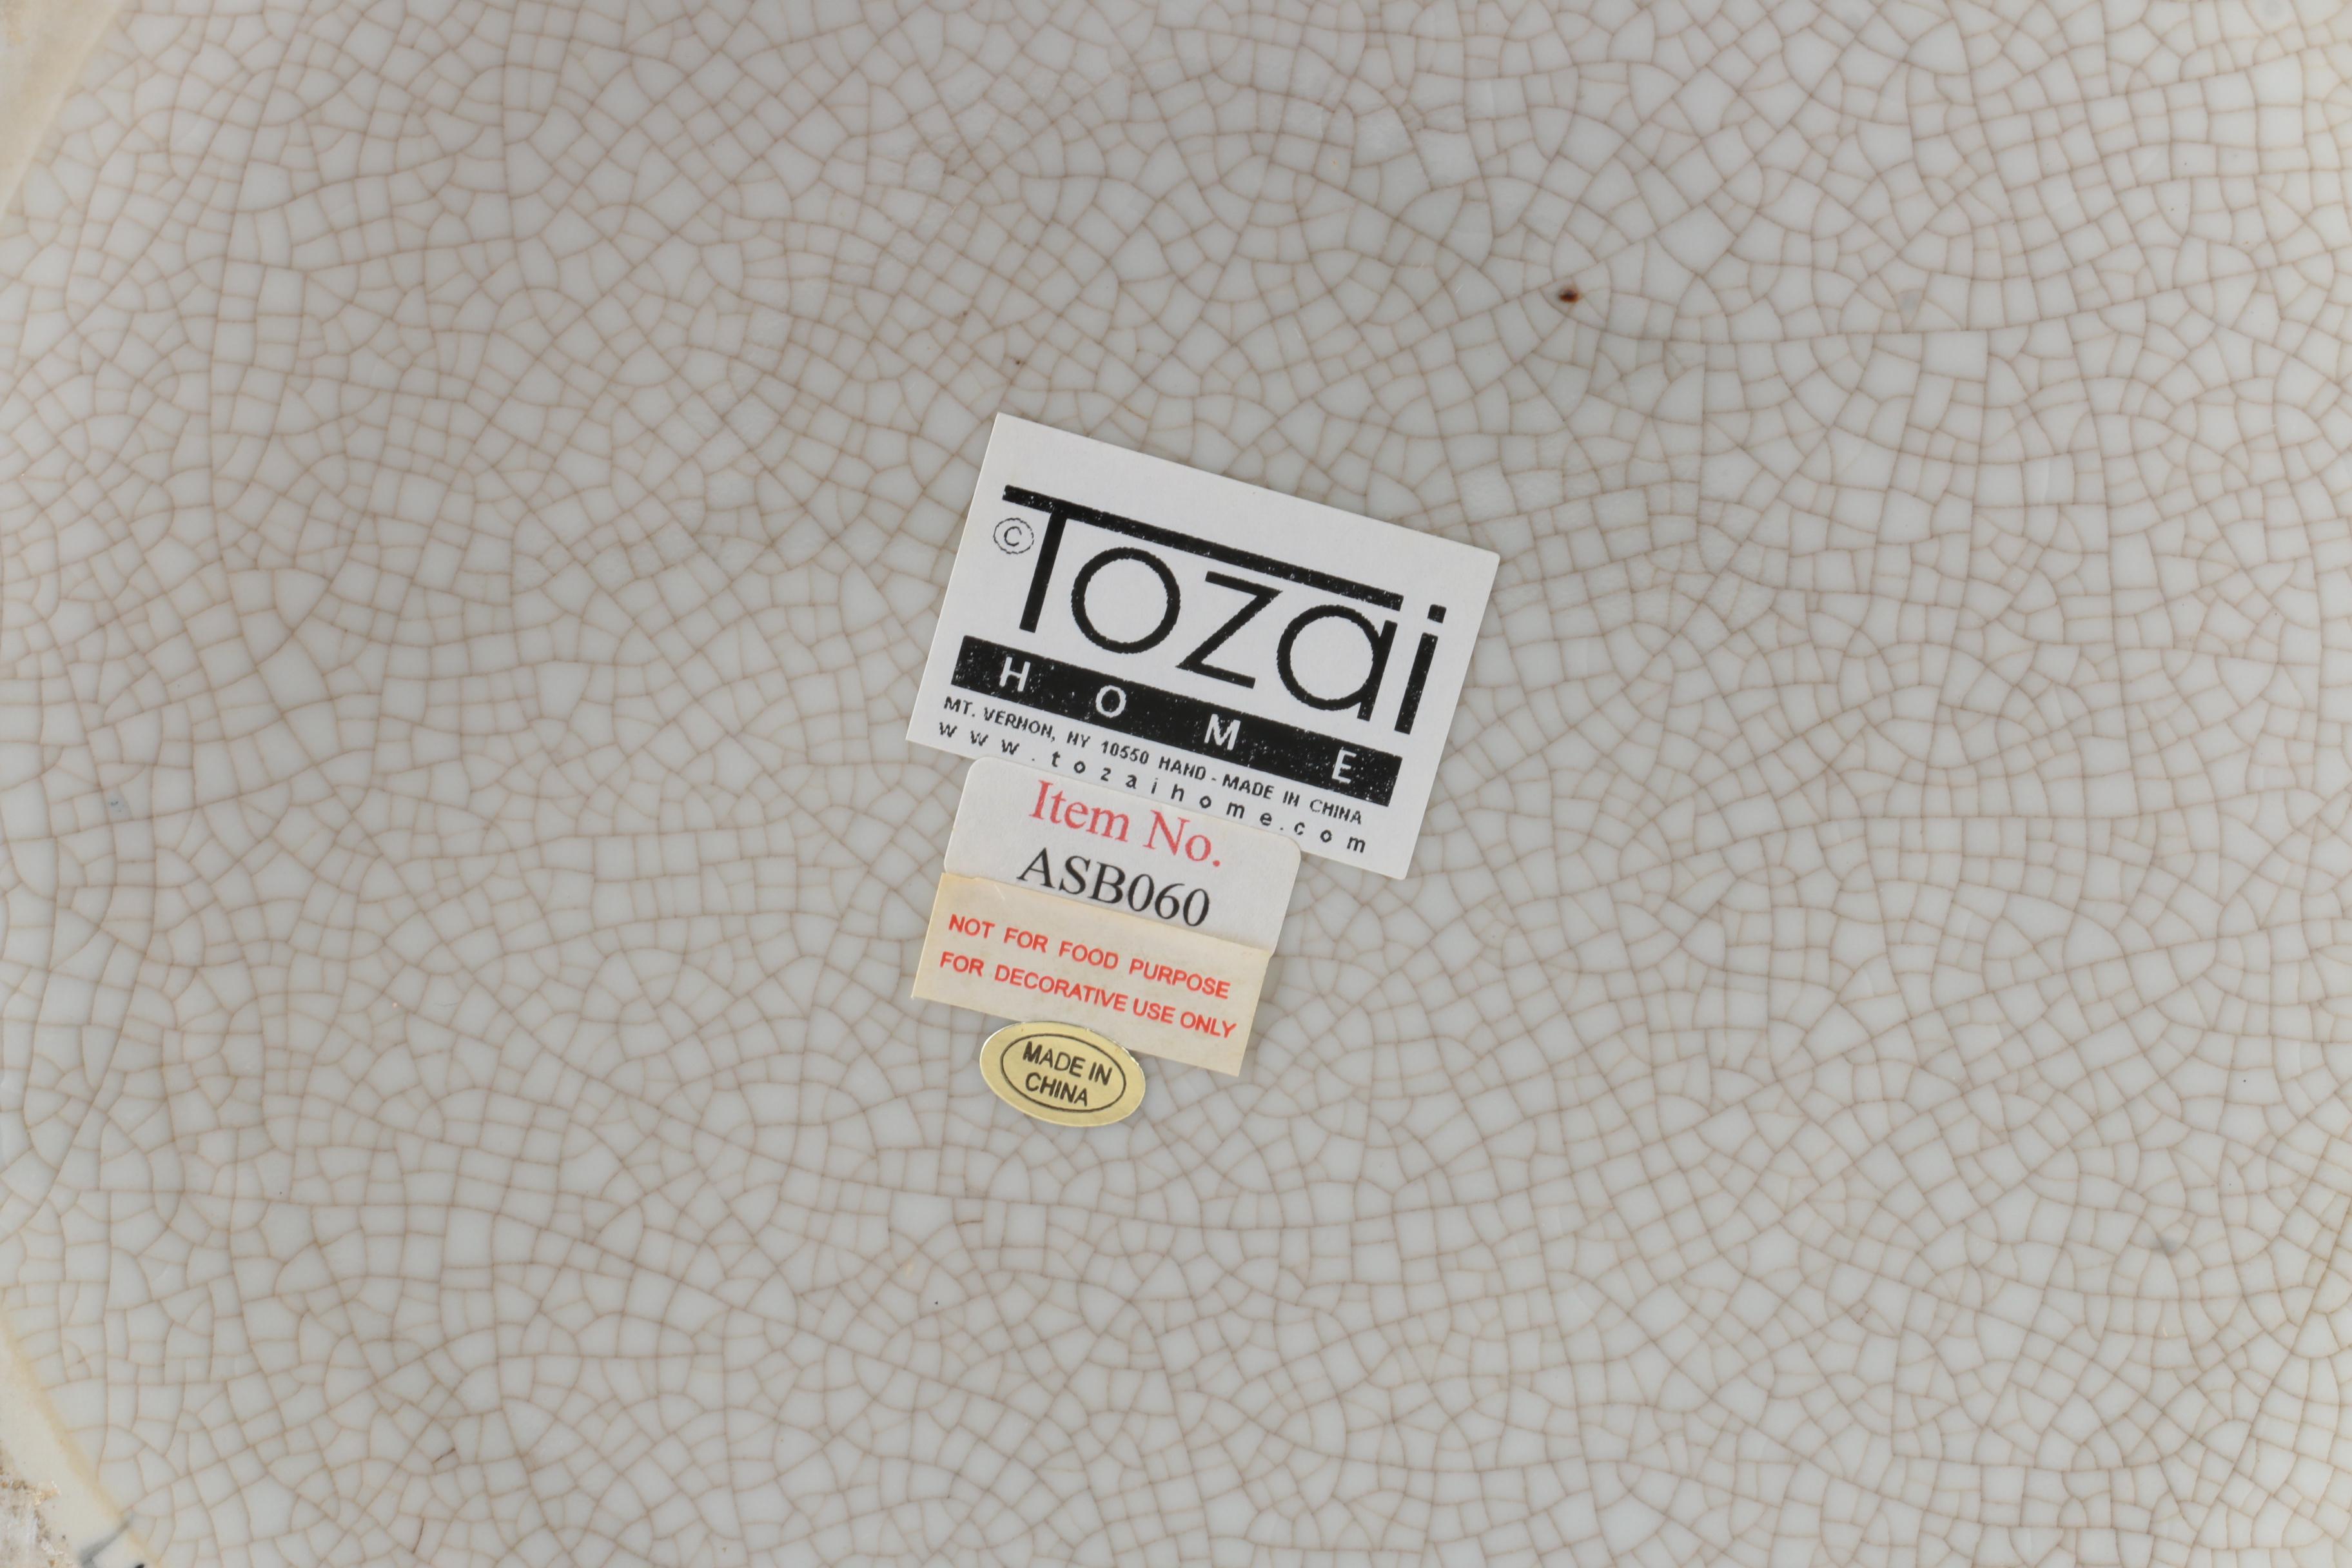 © Tozai
HOME
MT. VERNON, NY 10550 HAND-MADE IN CHINA
www.tozaihome.com
Item No.
ASB060
NOT FOR FOOD PURPOSE
FOR DECORATIVE USE ONLY
MADE IN
CHINA